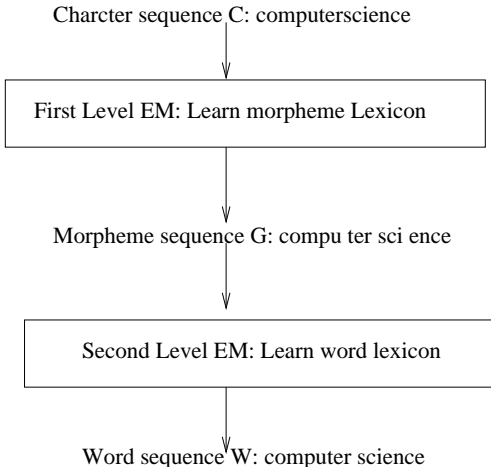 Charcter sequence C: computerscience
First Level EM: Learn morpheme Lexicon
Morpheme sequence G: compu ter sci ence
Second Level EM: Learn word lexicon
Word sequence W: computer science